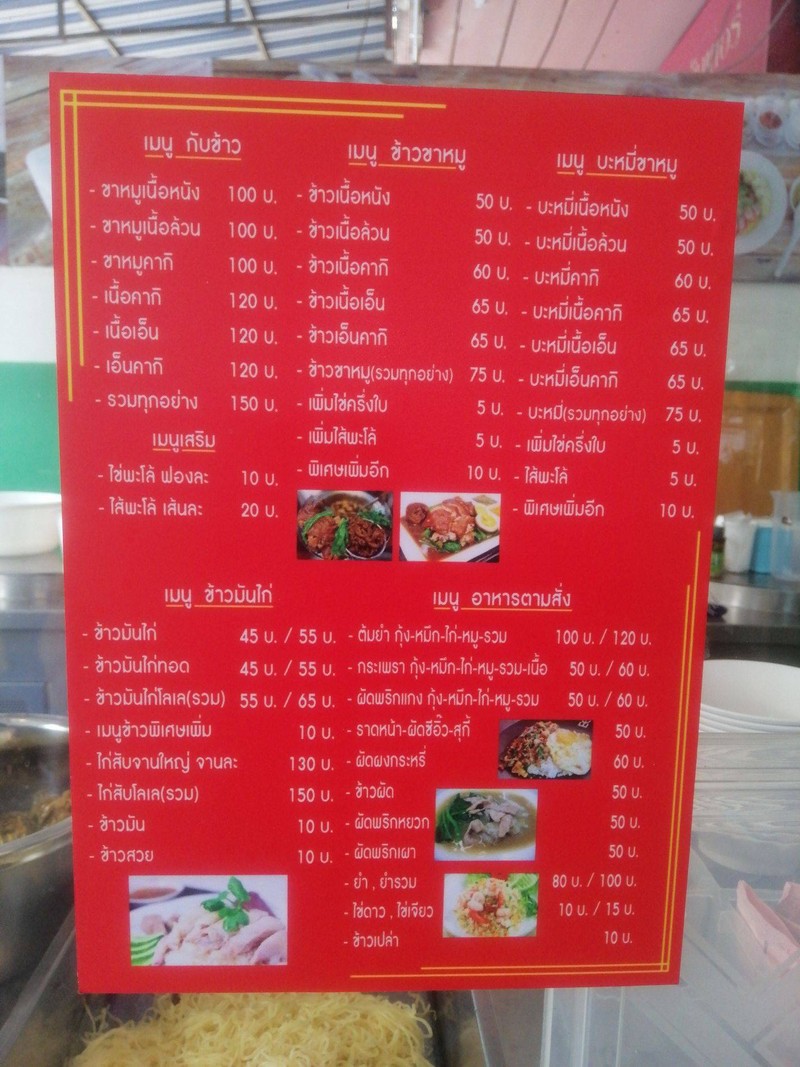 เมนู กับข้าว
- ขาหมูเนื้อหนัง 100 บ.
- ขาหมูเนื้อล้วน 100 บ.
- ขาหมูคากิ 100 บ.
- เนื้อคากิ 120 บ.
- เนื้อเอ็น 120 บ.
- เอ็นคากิ 120 บ.
- รวมทุกอย่าง 150 บ.
เมนูเสริม
- ไข่พะโล้ ฟองละ 10 บ.
- ไส้พะโล้ เส้นละ 20 บ.
เมนู ข้าวขาหมู
- ข้าวเนื้อหนัง 50 บ.
- ข้าวเนื้อล้วน 50 บ.
- ข้าวเนื้อคากิ 60 บ.
- ข้าวเนื้อเอ็น 65 บ.
- ข้าวเอ็นคากิ 65 บ.
- ข้าวขาหมู(รวมทุกอย่าง) 75 บ.
- เพิ่มไข่ครึ่งใบ 5 บ.
- เพิ่มไส้พะโล้ 5 บ.
- พิเศษเพิ่มอีก 10 บ.
เมนู บะหมี่ขาหมู
- บะหมี่เนื้อหนัง 50 บ.
- บะหมี่เนื้อล้วน 50 บ.
- บะหมี่คากิ 60 บ.
- บะหมี่เนื้อคากิ 65 บ.
- บะหมี่เนื้อเอ็น 65 บ.
- บะหมี่เอ็นคากิ 65 บ.
- บะหมี่(รวมทุกอย่าง) 75 บ.
- เพิ่มไข่ครึ่งใบ 5 บ.
- ไส้พะโล้ 5 บ.
- พิเศษเพิ่มอีก 10 บ.
เมนู ข้าวมันไก่
- ข้าวมันไก่ 45 บ. / 55 บ.
- ข้าวมันไก่ทอด 45 บ. / 55 บ.
- ข้าวมันไก่โลเล(รวม) 55 บ. / 65 บ.
- เมนูข้าวพิเศษเพิ่ม 10 บ.
- ไก่สับจานใหญ่ จานละ 130 บ.
- ไก่สับโลเล(รวม) 150 บ.
- ข้าวมัน 10 บ.
- ข้าวสวย 10 บ.
เมนู อาหารตามสั่ง
- ต้มยำ กุ้ง-หมึก-ไก่-หมู-รวม 100 บ. / 120 บ.
- กระเพรา กุ้ง-หมึก-ไก่-หมู-รวม-เนื้อ 50 บ. / 60 บ.
- ผัดพริกแกง กุ้ง-หมึก-ไก่-หมู-รวม 50 บ. / 60 บ.
- ราดหน้า-ผัดซีอิ๊ว-สุกี้ 50 บ.
- ผัดผงกระหรี่ 60 บ.
- ข้าวผัด 50 บ.
- ผัดพริกหยวก 50 บ.
- ผัดพริกเผา 50 บ.
- ยำ , ยำรวม 80 บ. / 100 บ.
- ไข่ดาว , ไข่เจียว 10 บ. / 15 บ.
- ข้าวเปล่า 10 บ.